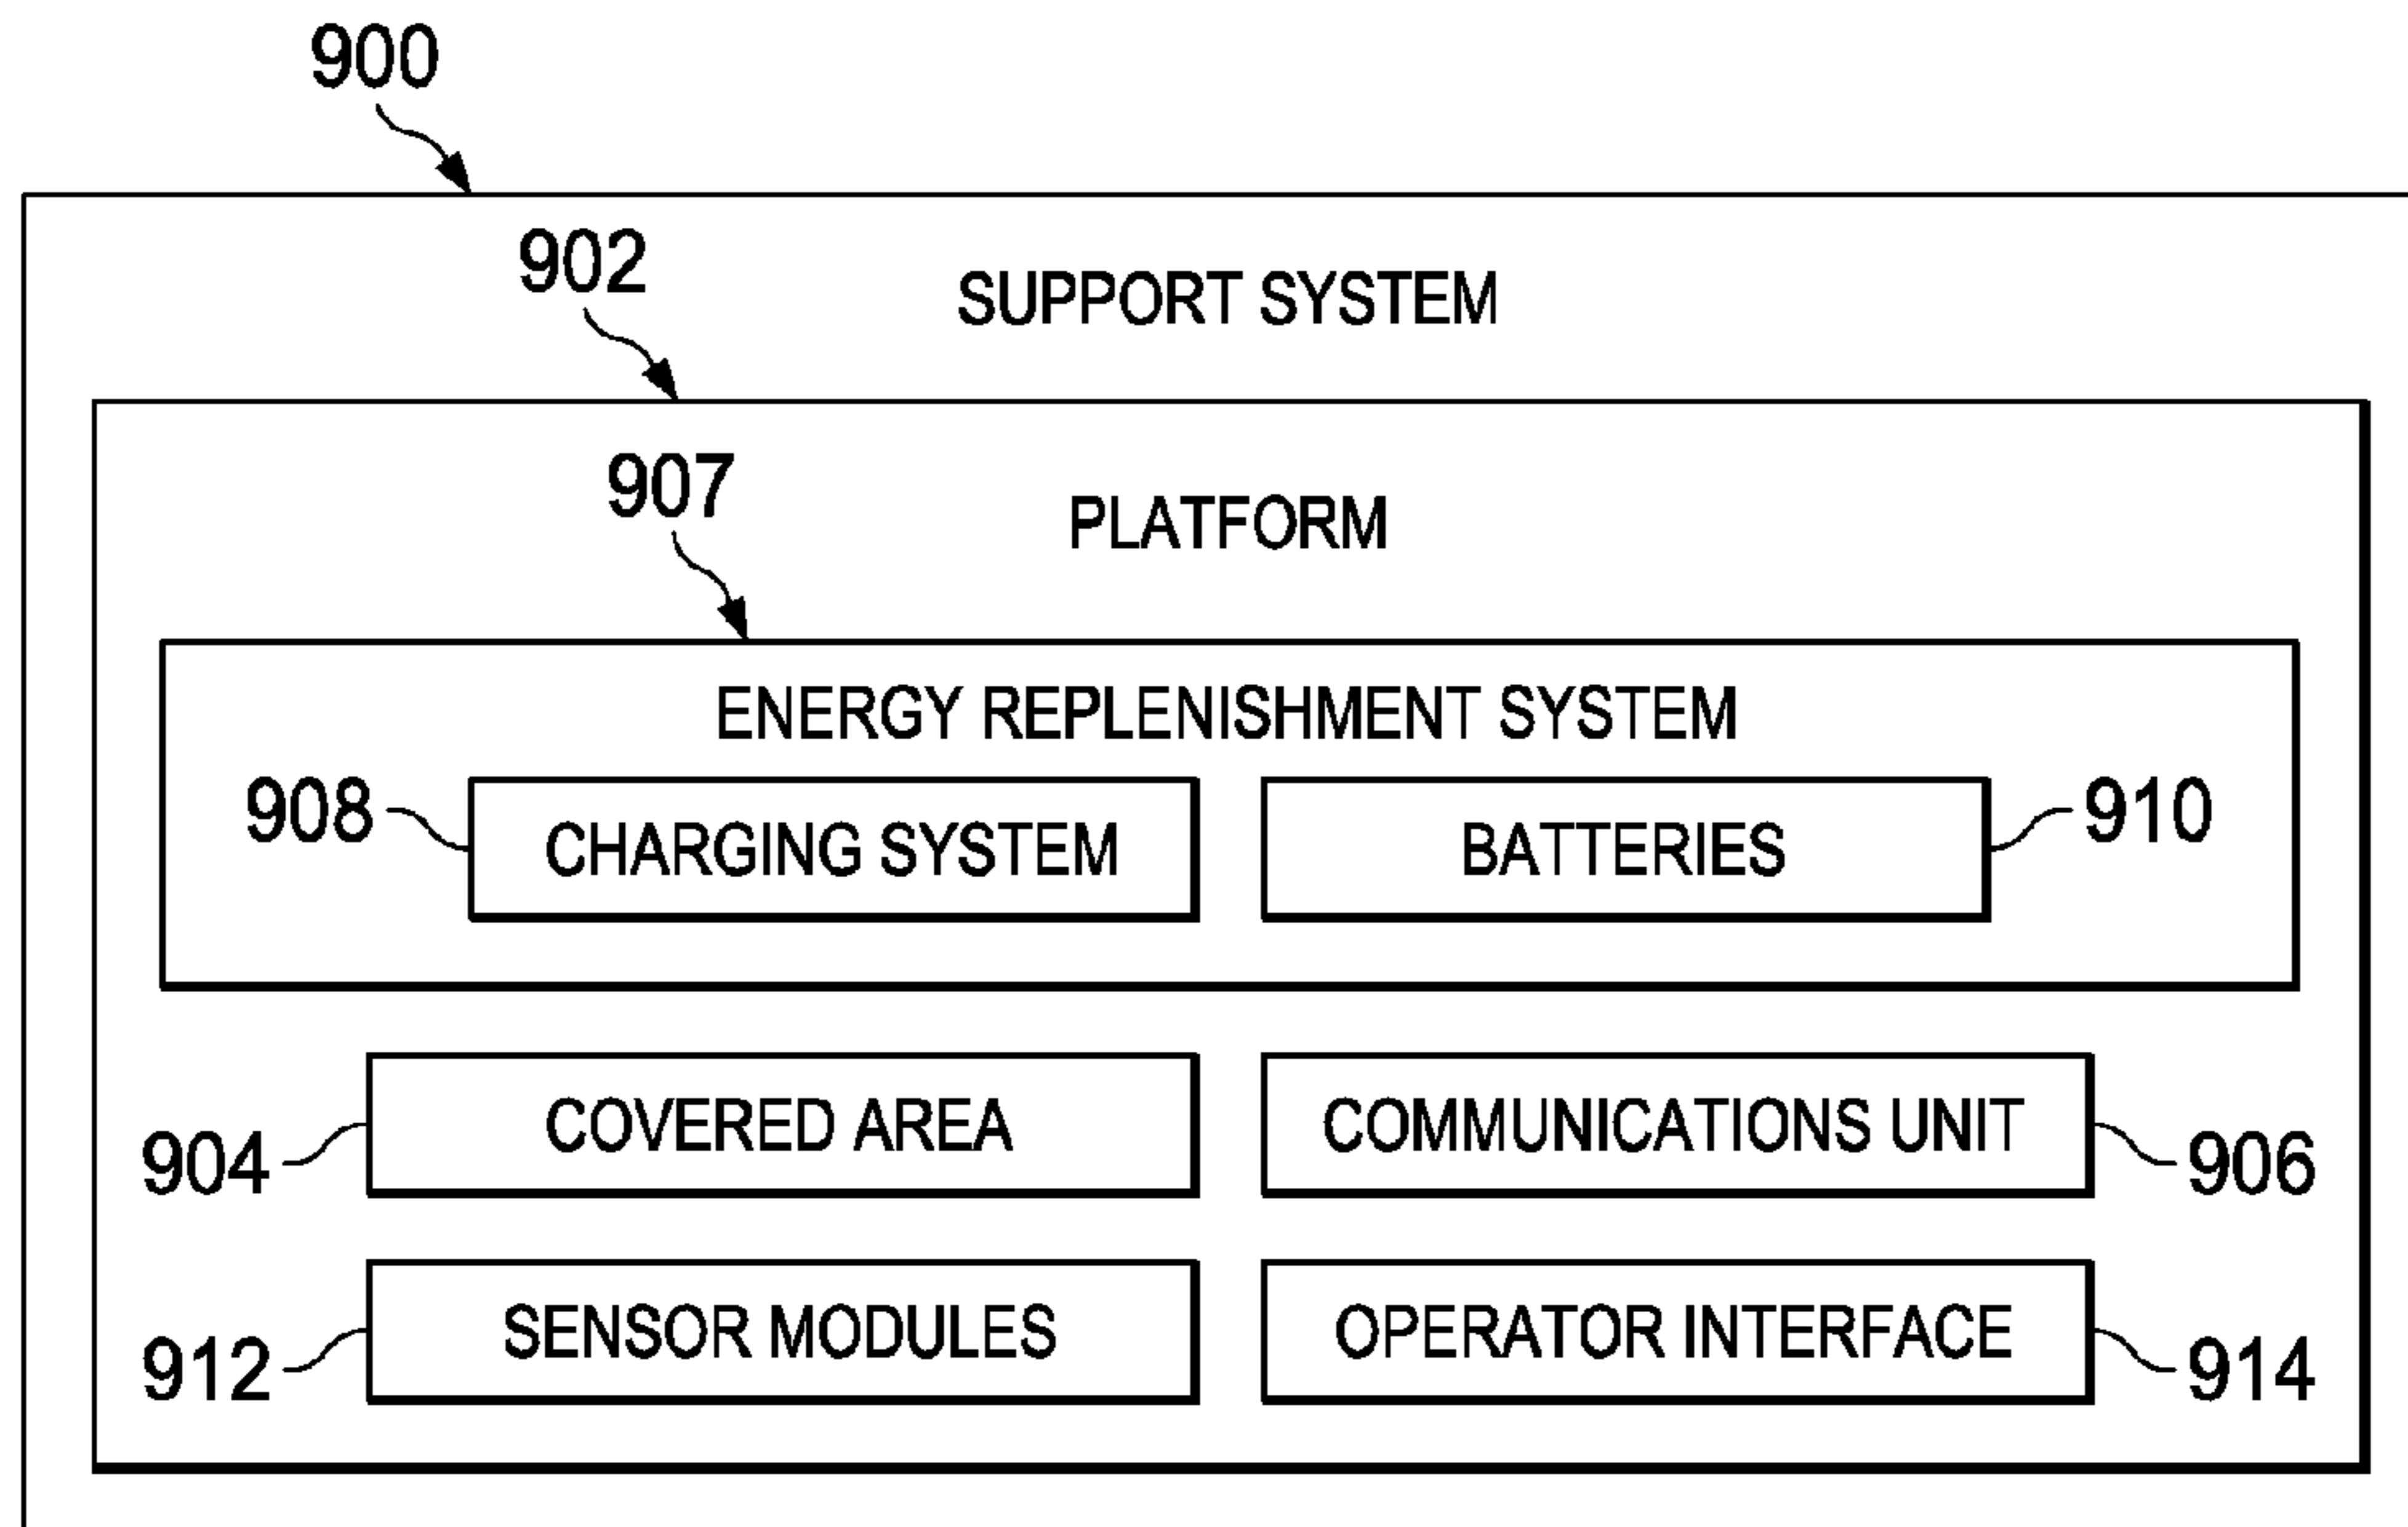 900
902
SUPPORT SYSTEM
907
PLATFORM
ENERGY REPLENISHMENT SYSTEM
908 CHARGING SYSTEM BATTERIES 910
904 COVERED AREA COMMUNICATIONS UNIT 906
912 SENSOR MODULES OPERATOR INTERFACE 914